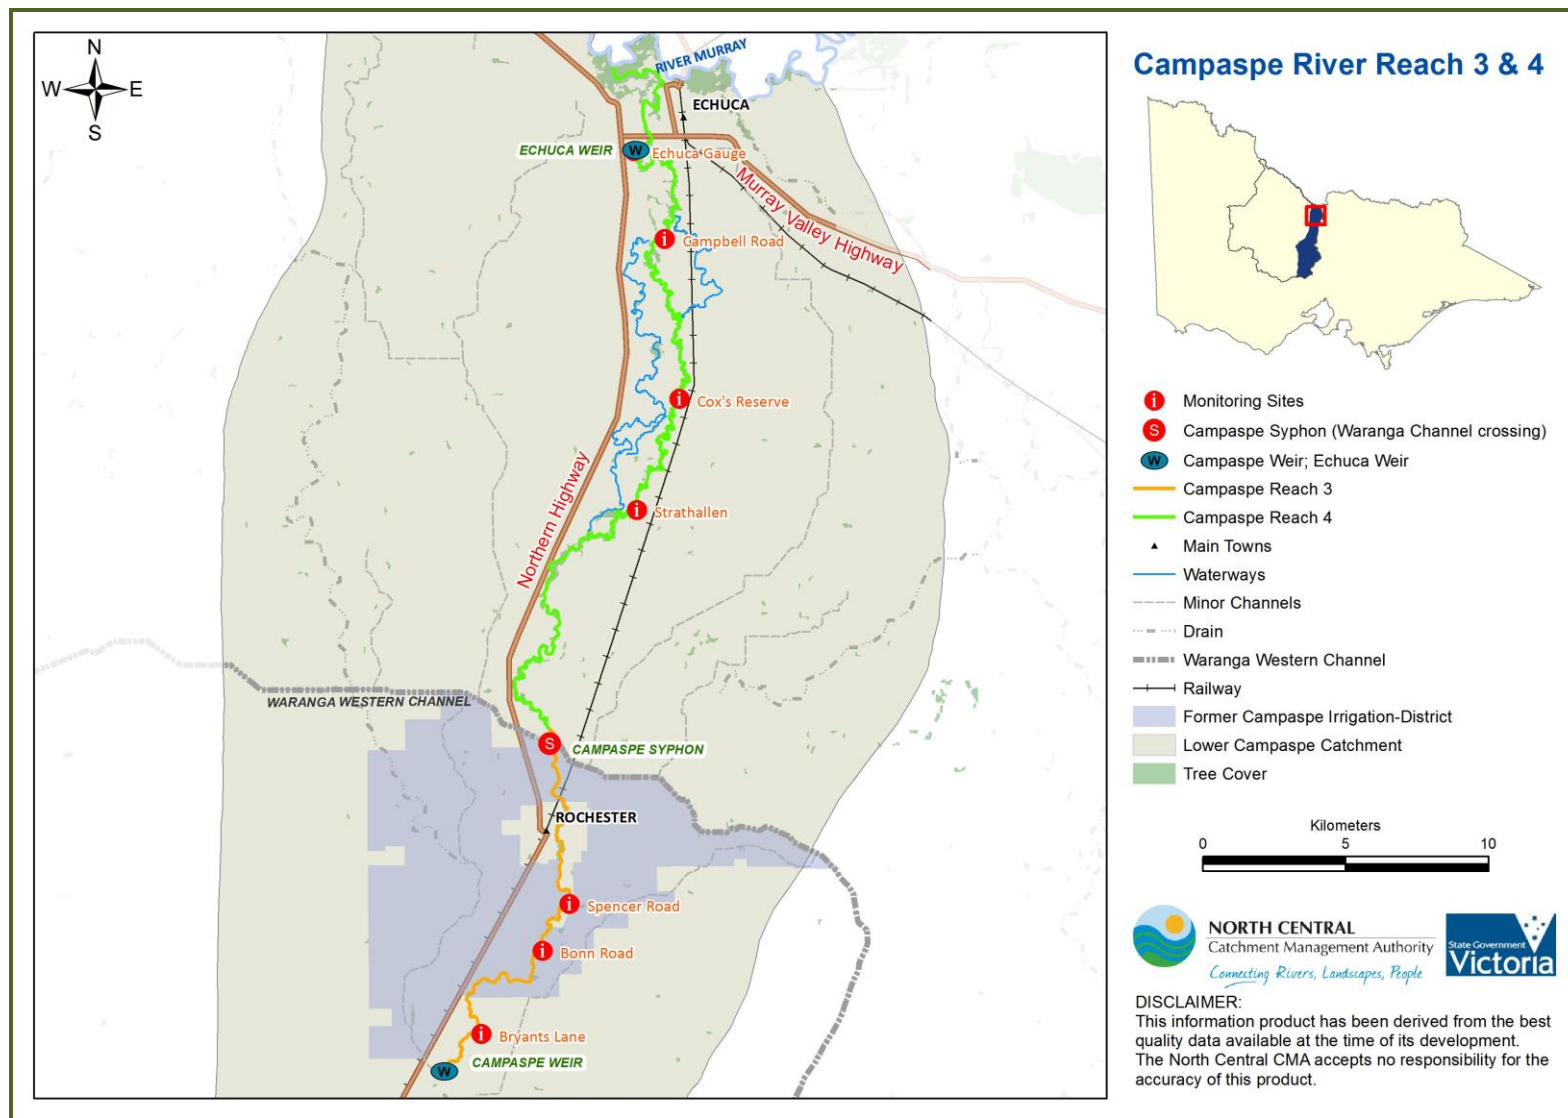 N
W E
S
RIVER MURRAY
ECHUCA
ECHUCA WEIR
W
Echuca Gauge
Murray Valley Highway
i
Campbell Road
i
Cox's Reserve
Northern Highway
i
Strathallen
WARANGA WESTERN CHANNEL
S
CAMPASPE SYPHON
ROCHESTER
i
Spencer Road
i
Bonn Road
i
Bryants Lane
CAMPASPE WEIR
W
Campaspe River Reach 3 & 4
i
Monitoring Sites
S
Campaspe Syphon (Waranga Channel crossing)
W
Campaspe Weir; Echuca Weir
Campaspe Reach 3
Campaspe Reach 4
Main Towns
Waterways
Minor Channels
Drain
Waranga Western Channel
Railway
Former Campaspe Irrigation-District
Lower Campaspe Catchment
Tree Cover
Kilometers
0 5 10
NORTH CENTRAL
Catchment Management Authority
Connecting Rivers, Landscapes, People
State Government
Victoria
DISCLAIMER:
This information product has been derived from the best
quality data available at the time of its development.
The North Central CMA accepts no responsibility for the
accuracy of this product.